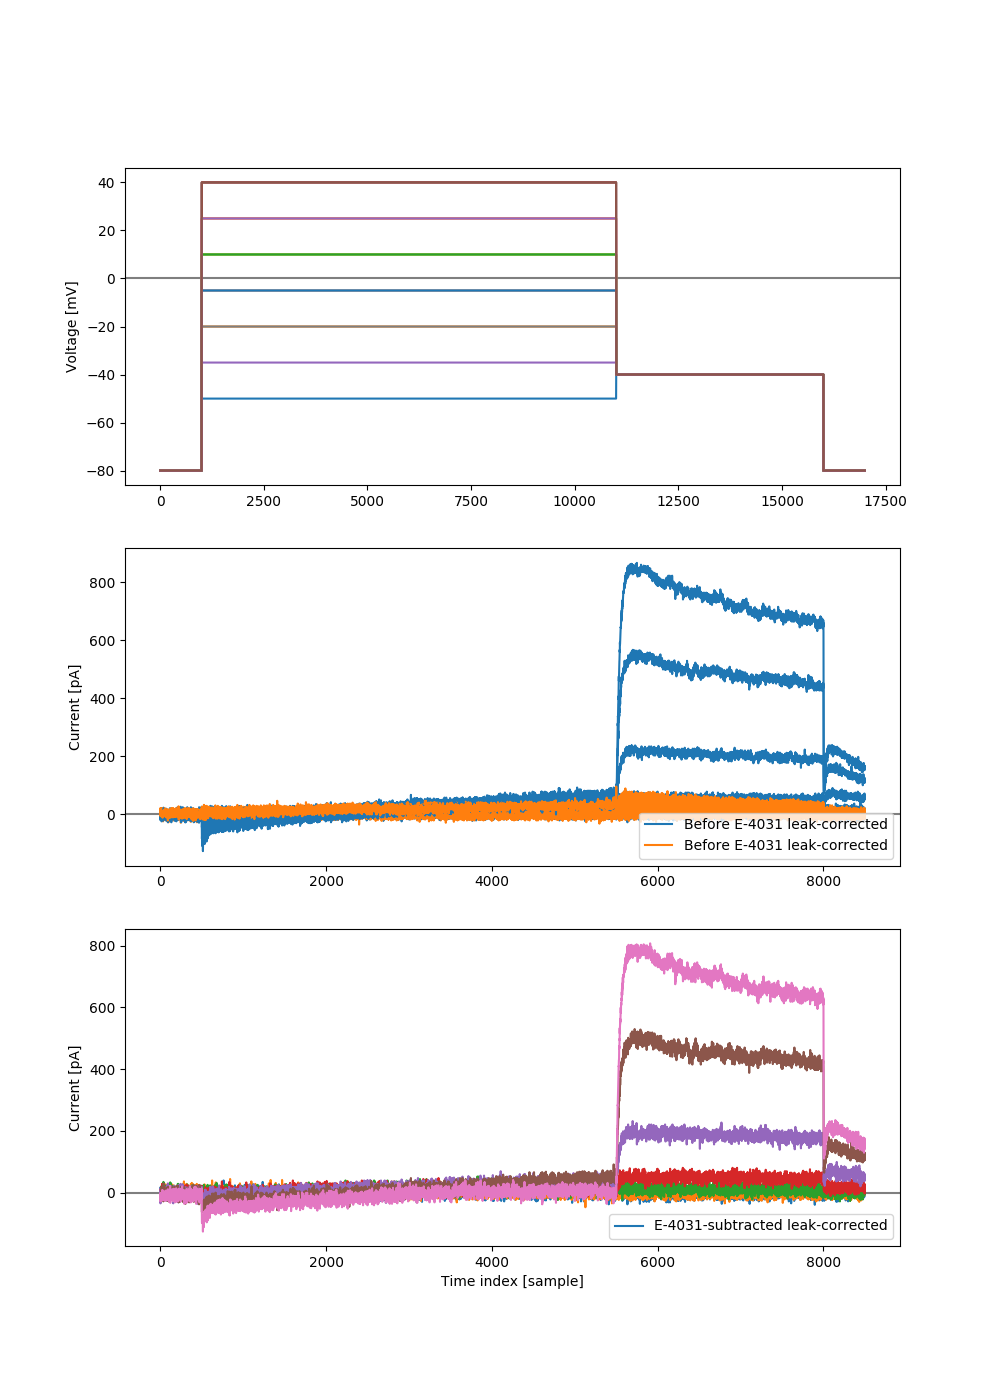 40
20
0
−20
−40
−60
−80
Voltage [mV]
0 2500 5000 7500 10000 12500 15000 17500
800
600
400
200
0
Current [pA]
Before E-4031 leak-corrected
Before E-4031 leak-corrected
0 2000 4000 6000 8000
800
600
400
200
0
Current [pA]
E-4031-subtracted leak-corrected
0 2000 4000 6000 8000
Time index [sample]